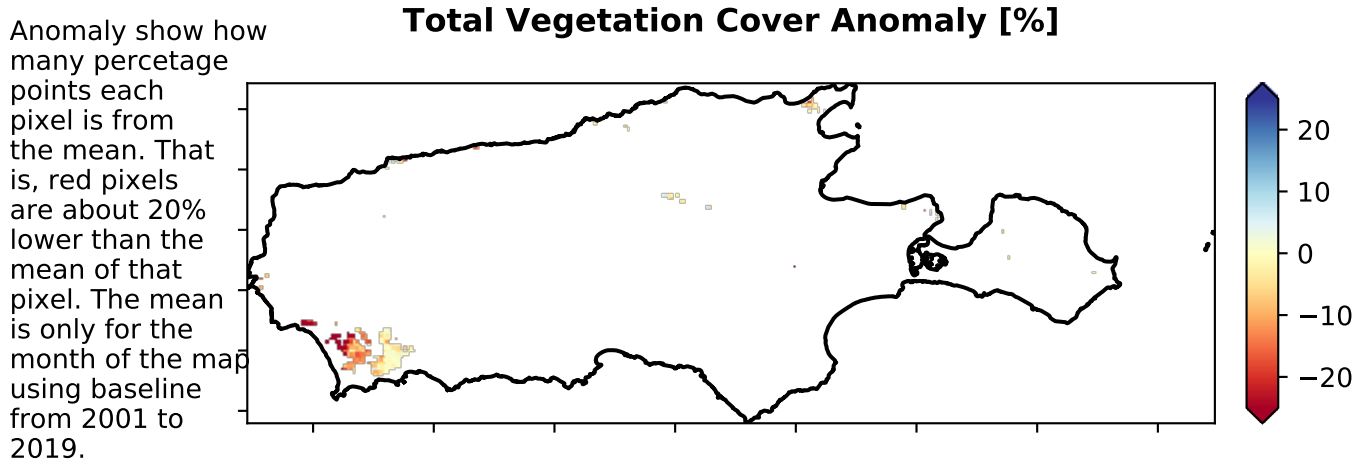 Total Vegetation Cover Anomaly [%]
Anomaly show how
many percetage
points each
pixel is from
the mean. That
is, red pixels
are about 20%
lower than the
mean of that
pixel. The mean
is only for the
month of the map
using baseline
from 2001 to
2019.
20
10
0
−10
−20